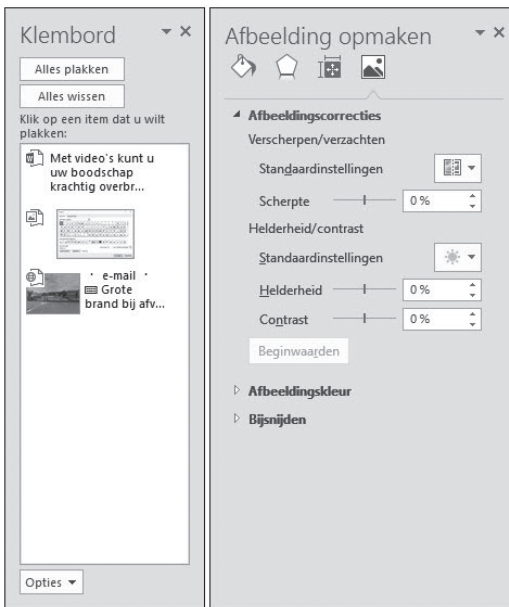 Klembord
Alles plakken
Alles wissen
Klik op een item dat u wilt
plakken:
Met video's kunt u
uw boodschap
krachtig overbr...
e-mail
Grote
brand bij afv...
Opties
Afbeelding opmaken
Afbeeldingscorrecties
Verscherpen/verzachten
Standaardinstellingen
Scherpte 0 %
Helderheid/contrast
Standaardinstellingen
Helderheid 0 %
Contrast 0 %
Beginwaarden
Afbeeldingskleur
Bijsnijden